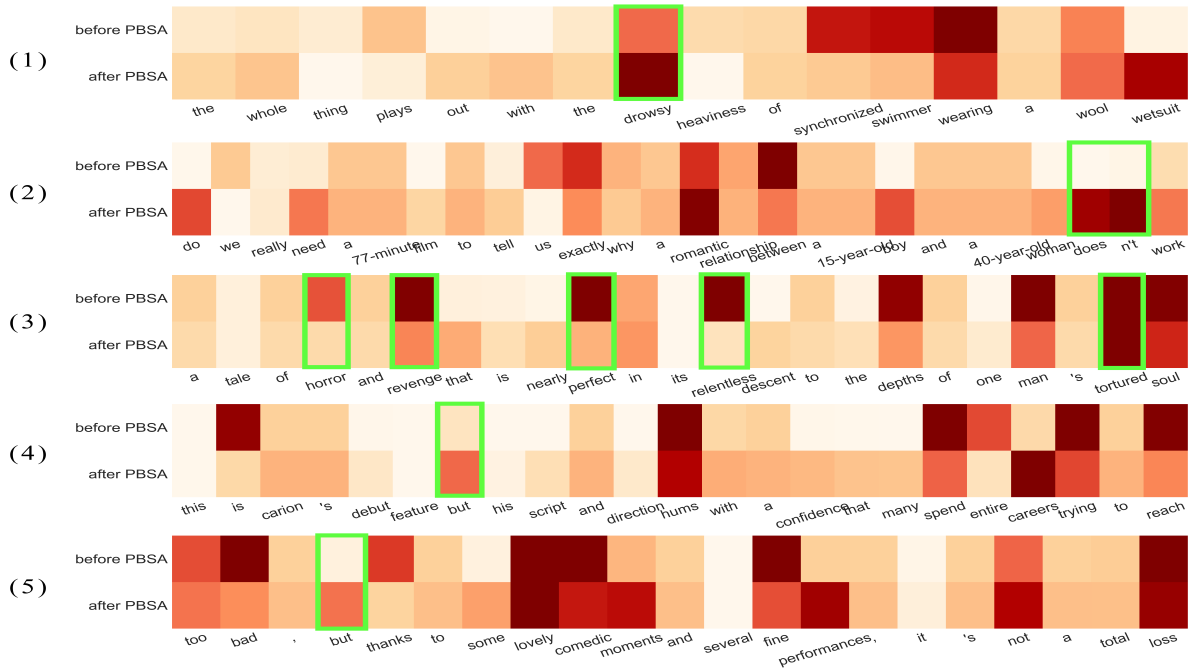 (1)
before PBSA
after PBSA
the whole thing plays out with the drowsy heaviness of synchronized swimmer wearing a wool wetsuit
(2)
before PBSA
after PBSA
do we really need a 77-minute film to tell us exactly why a romantic relationship between a 15-year-old boy and a 40-year-old woman does n't work
(3)
before PBSA
after PBSA
a tale of horror and revenge that is nearly perfect in its relentless descent to the depths of one man 's tortured soul
(4)
before PBSA
after PBSA
this is carion 's debut feature but his script and direction hums with a confidence that many spend entire careers trying to reach
(5)
before PBSA
after PBSA
too bad , but thanks to some lovely comedic moments and several fine performances, it 's not a total loss